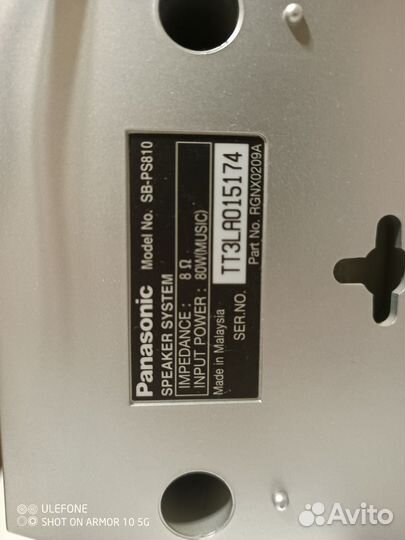 Panasonic Model No. SB-PS810
SPEAKER SYSTEM
IMPEDANCE : 8 Ω
INPUT POWER : 80W(MUSIC)
Made in Malaysia
SER.NO. TT3LA015174
Part No. RGNX0209A
ULEFONE
SHOT ON ARMOR 10 5G
Avito